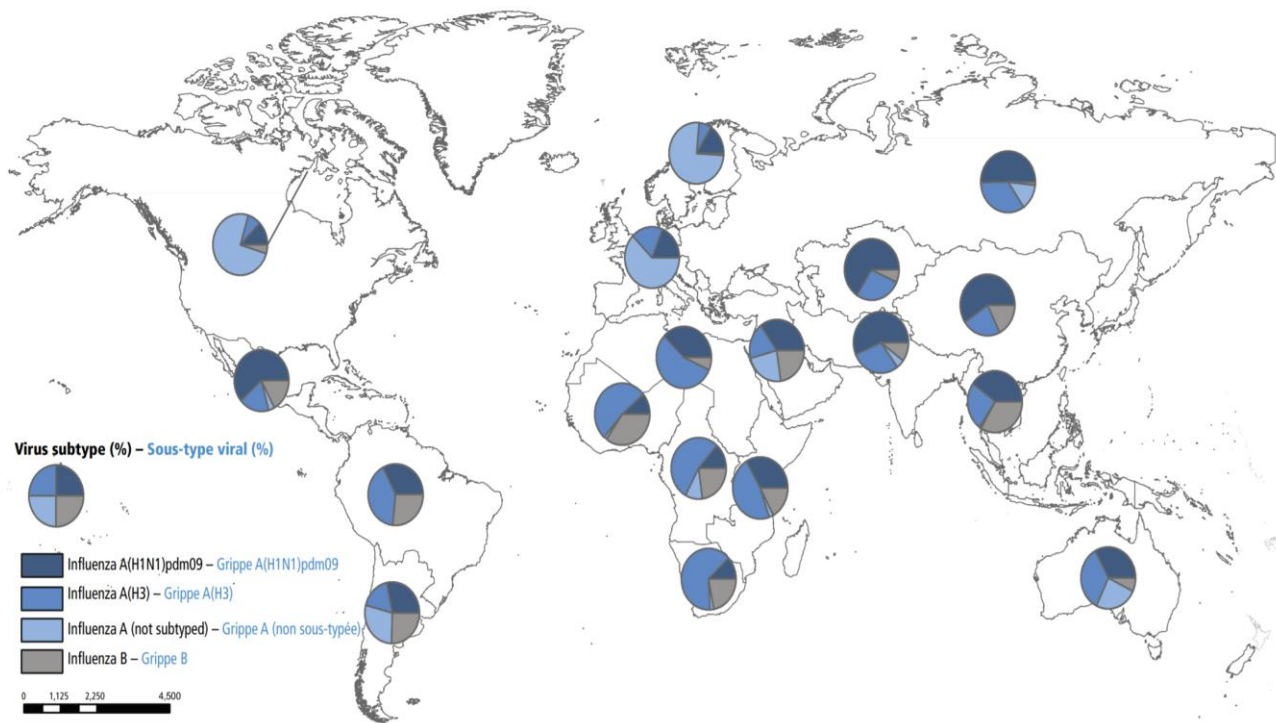 Virus subtype (%) – Sous-type viral (%)
Influenza A(H1N1)pdm09 – Grippe A(H1N1)pdm09
Influenza A(H3) – Grippe A(H3)
Influenza A (not subtyped) – Grippe A (non sous-typée)
Influenza B – Grippe B
0 1,125 2,250 4,500